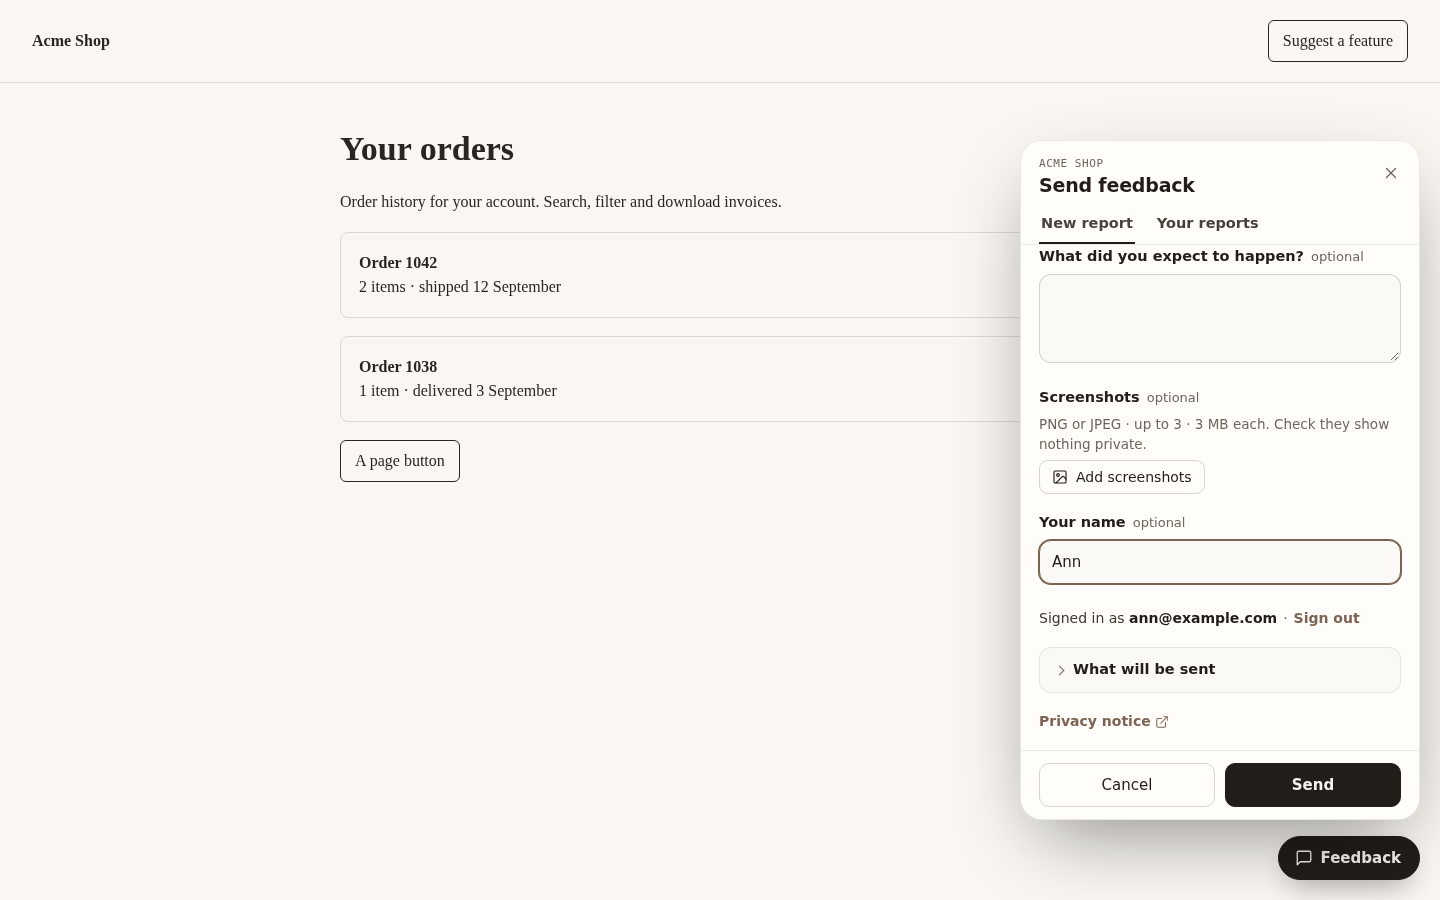 Acme Shop
Suggest a feature
Your orders
Order history for your account. Search, filter and download invoices.
Order 1042
2 items · shipped 12 September
Order 1038
1 item · delivered 3 September
A page button
ACME SHOP
Send feedback
New report
Your reports
What did you expect to happen? optional
Screenshots optional
PNG or JPEG · up to 3 · 3 MB each. Check they show
nothing private.
Add screenshots
Your name optional
Ann
Signed in as ann@example.com · Sign out
What will be sent
Privacy notice
Cancel
Send
Feedback